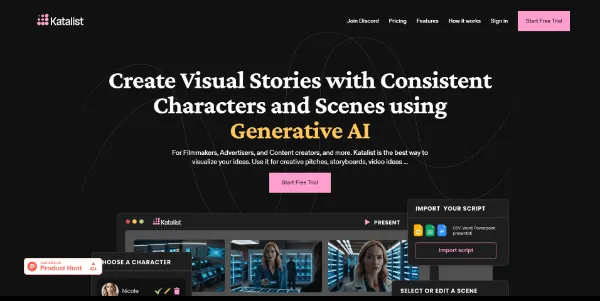 Katalist
Join Discord
Pricing
Features
How it works
Sign in
Start Free Trial
Create Visual Stories with Consistent
Characters and Scenes using
Generative AI
For Filmmakers, Advertisers, and Content creators, and more. Katalist is the best way to
visualize your ideas. Use it for creative pitches, storyboards, video ideas ...
Start Free Trial
Katalist
PRESENT
IMPORT YOUR SCRIPT
CSV, word Powerpoint
Import script
CHOOSE A CHARACTER
Nicole
Product Hunt
SELECT OR EDIT A SCENE